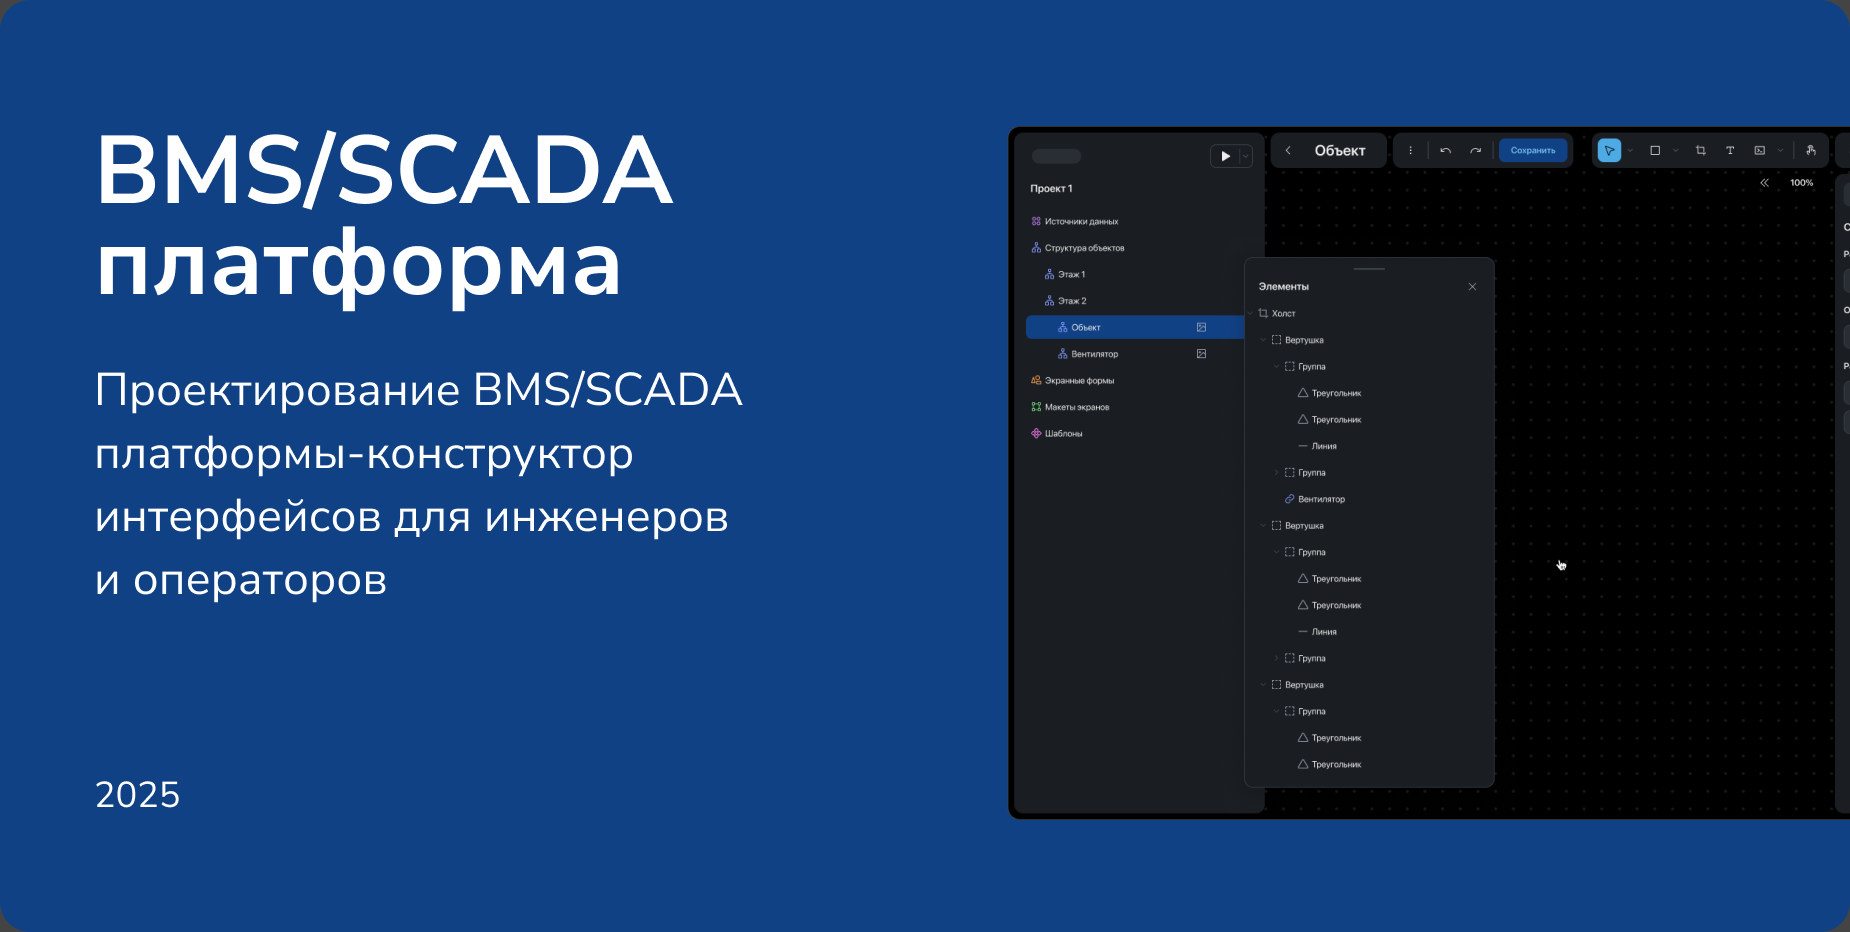 BMS/SCADA
платформа
Проектирование BMS/SCADA
платформы-конструктор
интерфейсов для инженеров
и операторов
2025
Проект 1
Источники данных
Структура объектов
Этаж 1
Этаж 2
Объект
Вентилятор
Экранные формы
Макеты экранов
Шаблоны
Объект
Сохранить
T
100%
Элементы
Холст
Вертушка
Группа
Треугольник
Треугольник
Линия
Группа
Вентилятор
Вертушка
Группа
Треугольник
Треугольник
Линия
Группа
Вертушка
Группа
Треугольник
Треугольник